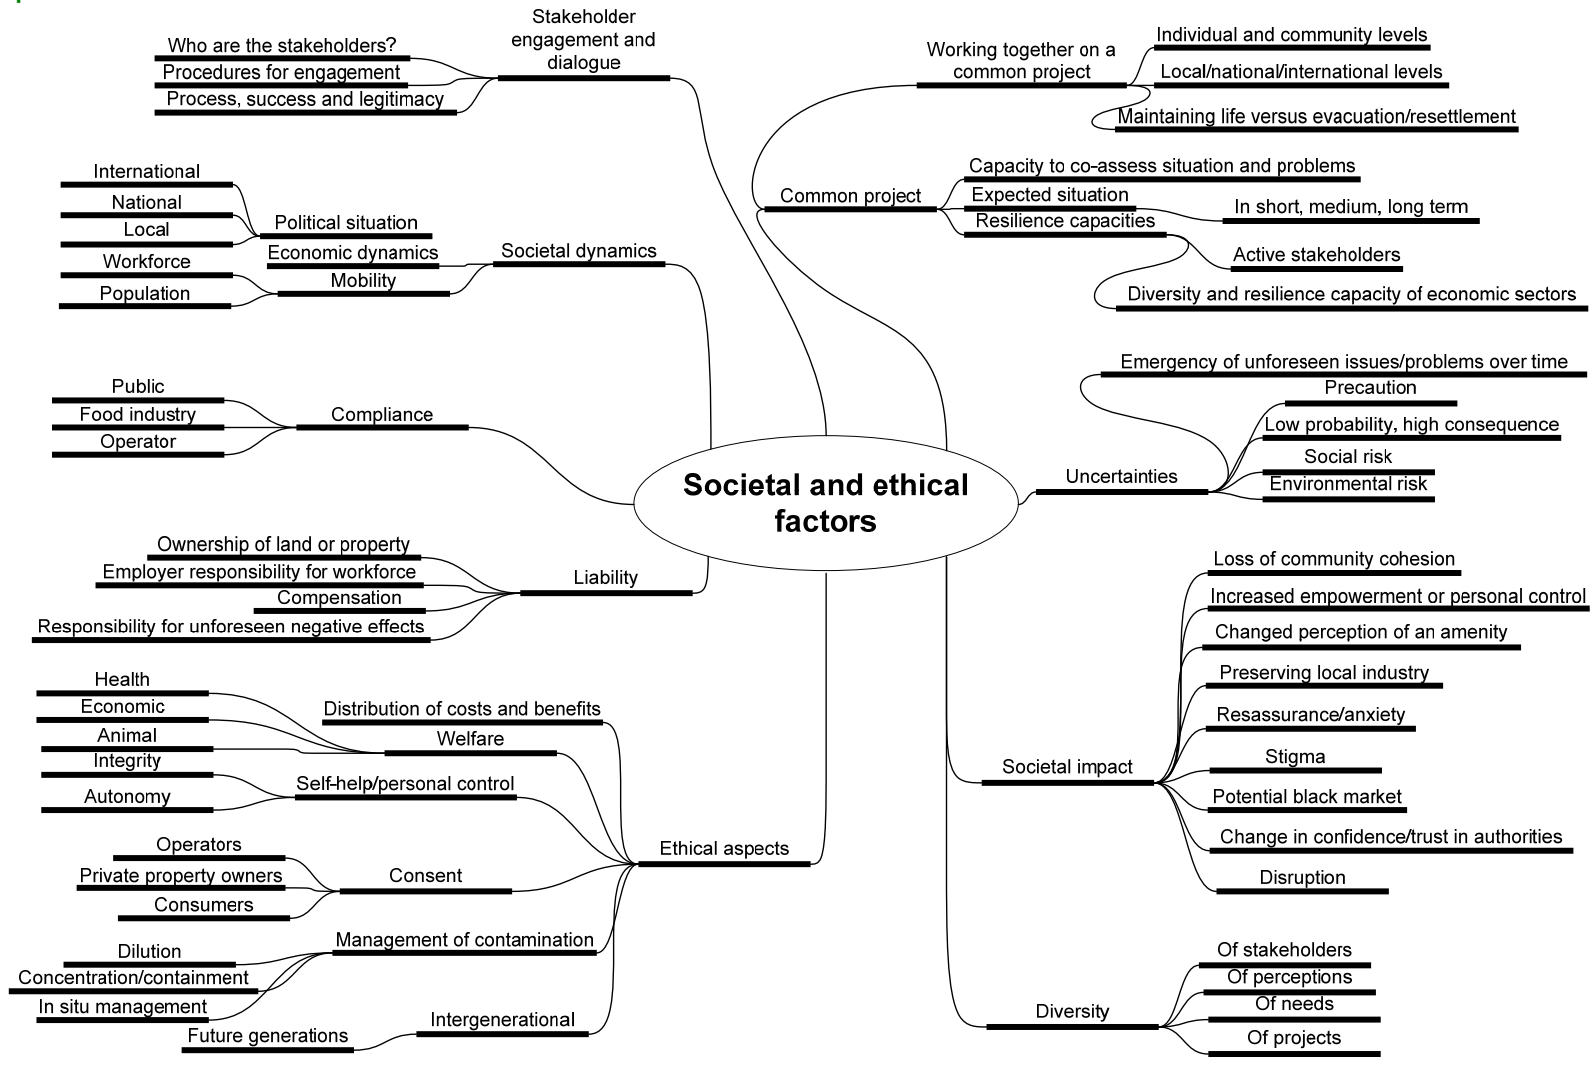 Stakeholder
engagement and
dialogue
Who are the stakeholders?
Procedures for engagement
Process, success and legitimacy
International
National
Local
Political situation
Economic dynamics
Societal dynamics
Workforce
Mobility
Population
Public
Food industry
Compliance
Operator
Ownership of land or property
Employer responsibility for workforce
Liability
Compensation
Responsibility for unforeseen negative effects
Health
Economic
Distribution of costs and benefits
Animal
Welfare
Integrity
Self-help/personal control
Autonomy
Operators
Ethical aspects
Private property owners
Consent
Consumers
Management of contamination
Dilution
Concentration/containment
In situ management
Intergenerational
Future generations
Societal and ethical
factors
Working together on a
common project
Individual and community levels
Local/national/international levels
Maintaining life versus evacuation/resettlement
Capacity to co-assess situation and problems
Common project
Expected situation
In short, medium, long term
Resilience capacities
Active stakeholders
Diversity and resilience capacity of economic sectors
Emergency of unforeseen issues/problems over time
Precaution
Low probability, high consequence
Social risk
Uncertainties
Environmental risk
Loss of community cohesion
Increased empowerment or personal control
Changed perception of an amenity
Preserving local industry
Resassurance/anxiety
Stigma
Societal impact
Potential black market
Change in confidence/trust in authorities
Disruption
Of stakeholders
Of perceptions
Of needs
Diversity
Of projects